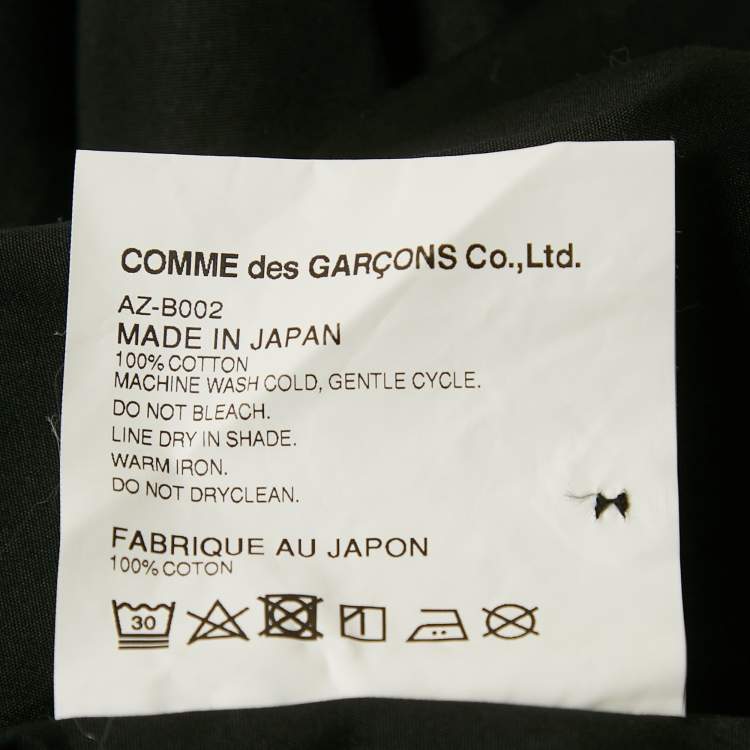 COMME des GARÇONS Co.,Ltd.
AZ-B002
MADE IN JAPAN
100% COTTON
MACHINE WASH COLD, GENTLE CYCLE.
DO NOT BLEACH.
LINE DRY IN SHADE.
WARM IRON.
DO NOT DRYCLEAN.
FABRIQUE AU JAPON
100% COTON
30